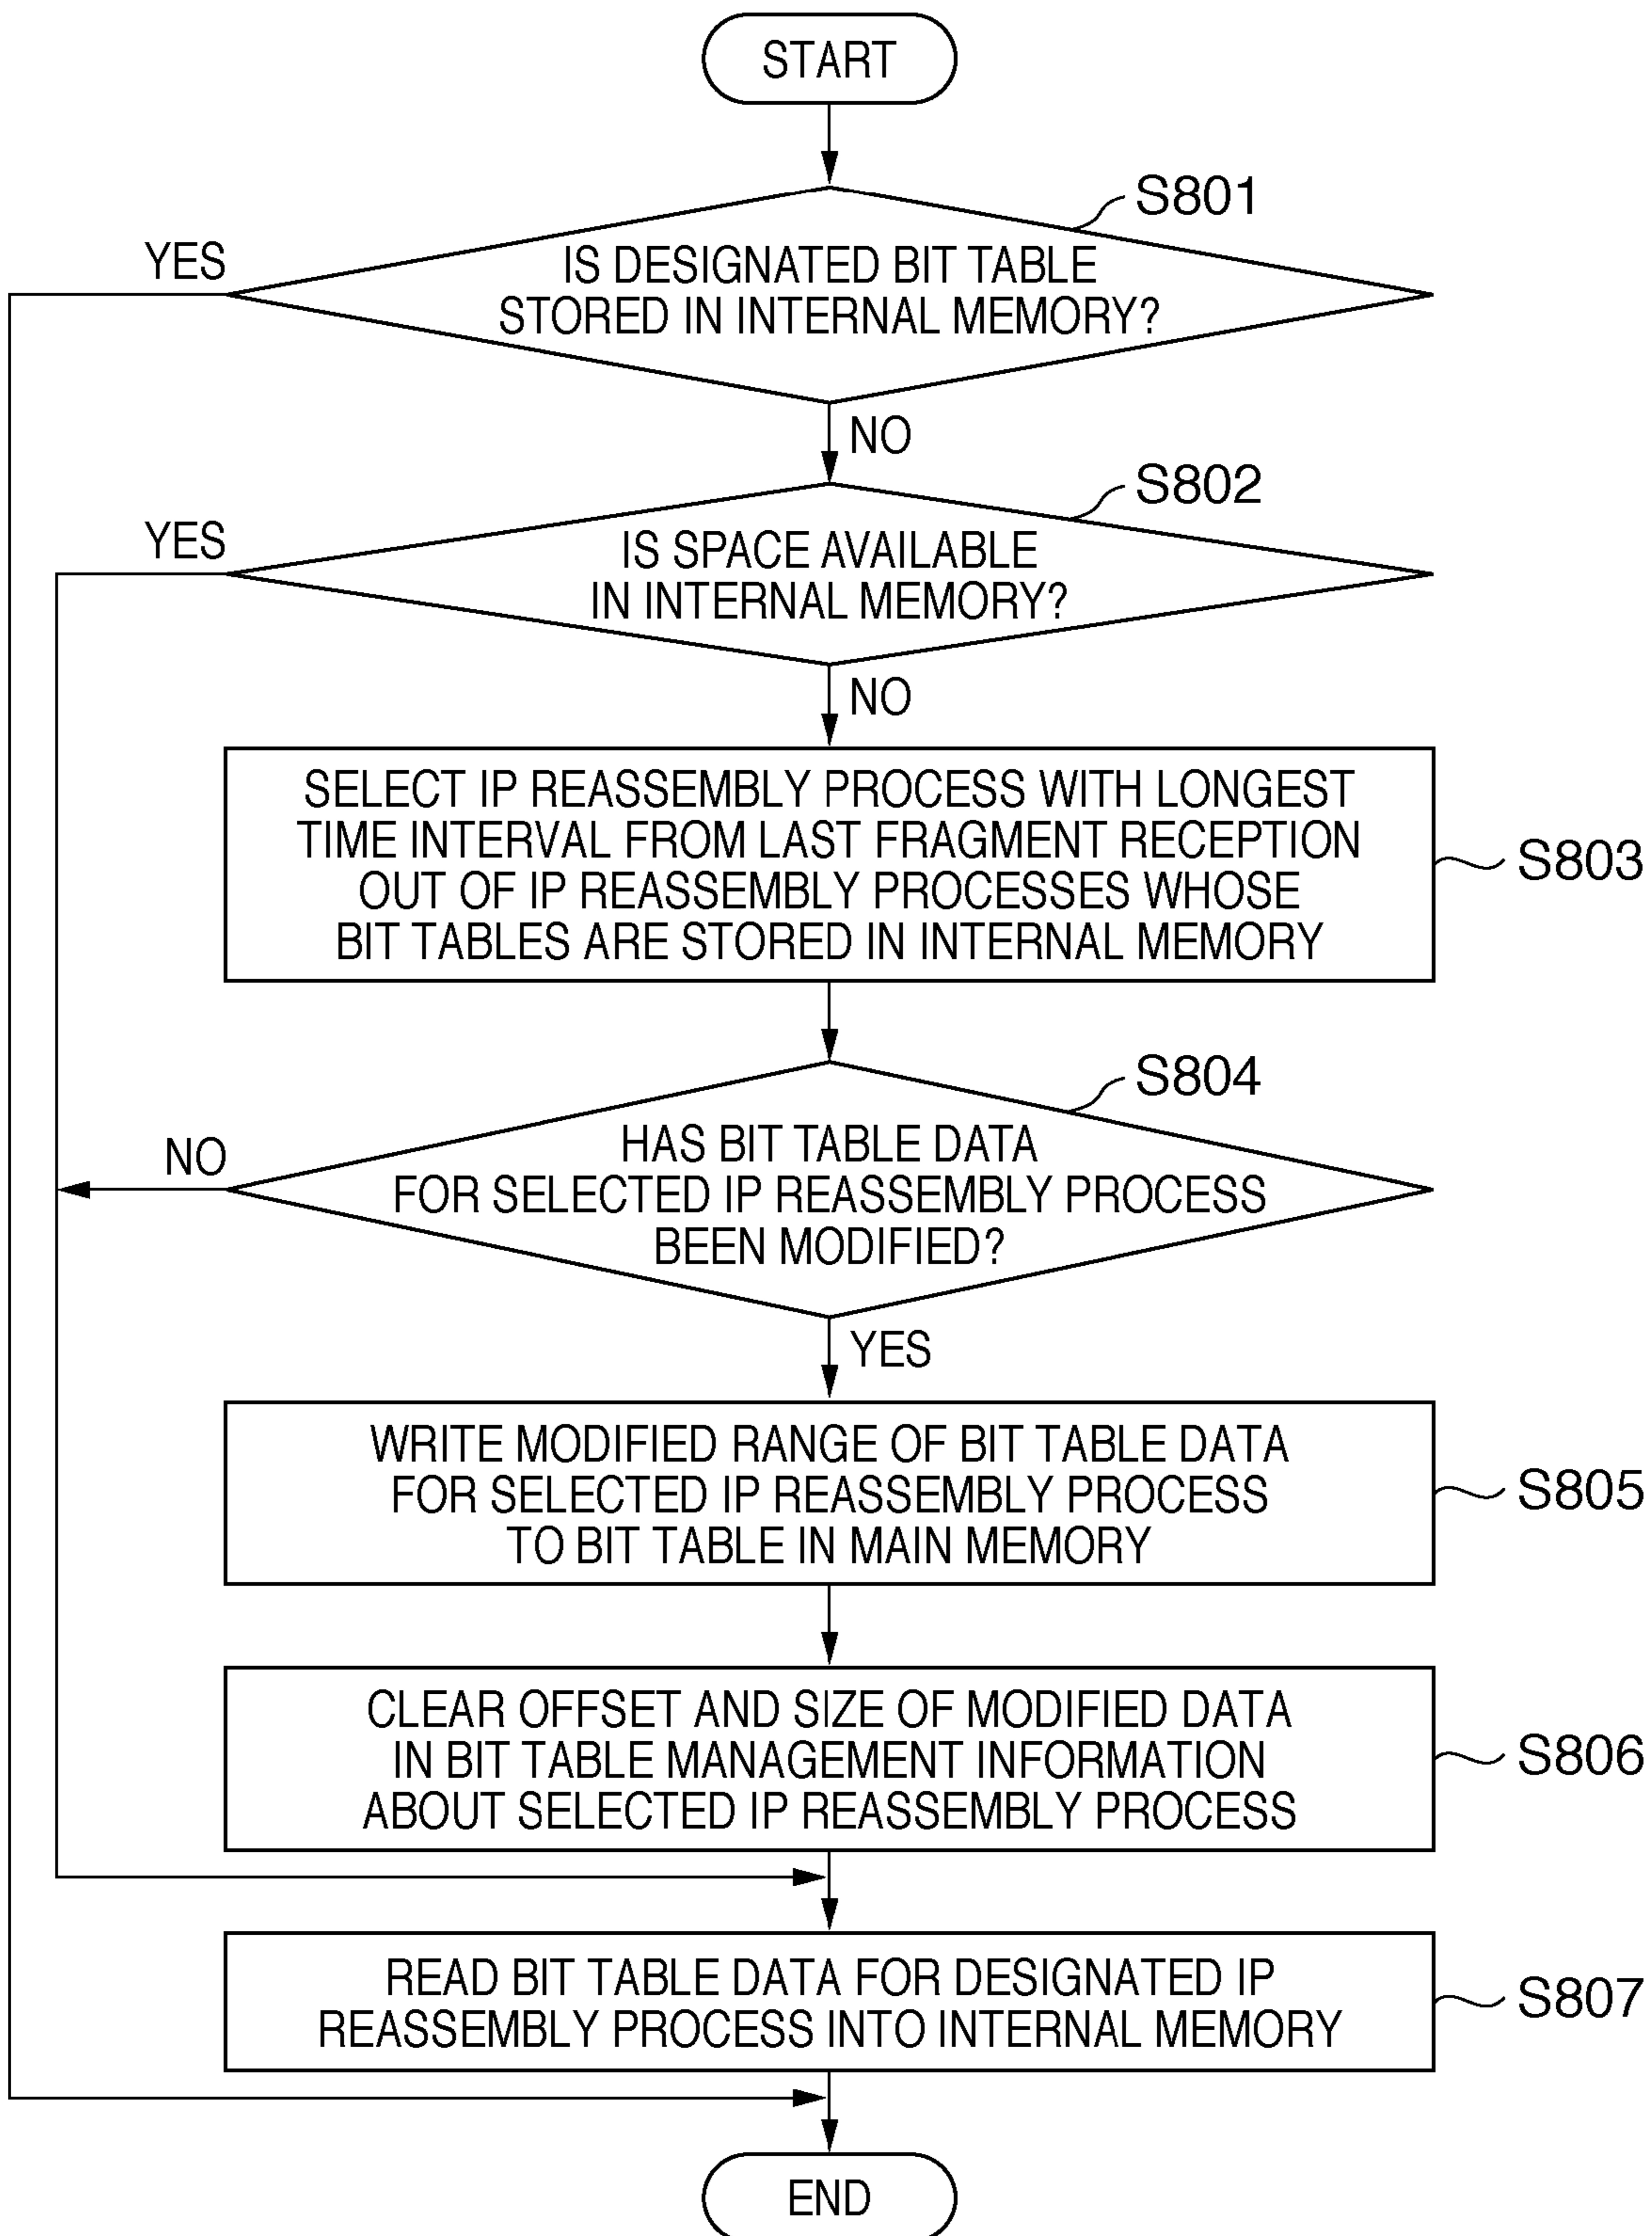 START
S801
YES
IS DESIGNATED BIT TABLE
STORED IN INTERNAL MEMORY?
NO
S802
YES
IS SPACE AVAILABLE
IN INTERNAL MEMORY?
NO
SELECT IP REASSEMBLY PROCESS WITH LONGEST
TIME INTERVAL FROM LAST FRAGMENT RECEPTION
OUT OF IP REASSEMBLY PROCESSES WHOSE
BIT TABLES ARE STORED IN INTERNAL MEMORY
S803
S804
NO
HAS BIT TABLE DATA
FOR SELECTED IP REASSEMBLY PROCESS
BEEN MODIFIED?
YES
WRITE MODIFIED RANGE OF BIT TABLE DATA
FOR SELECTED IP REASSEMBLY PROCESS
TO BIT TABLE IN MAIN MEMORY
S805
CLEAR OFFSET AND SIZE OF MODIFIED DATA
IN BIT TABLE MANAGEMENT INFORMATION
ABOUT SELECTED IP REASSEMBLY PROCESS
S806
READ BIT TABLE DATA FOR DESIGNATED IP
REASSEMBLY PROCESS INTO INTERNAL MEMORY
S807
END